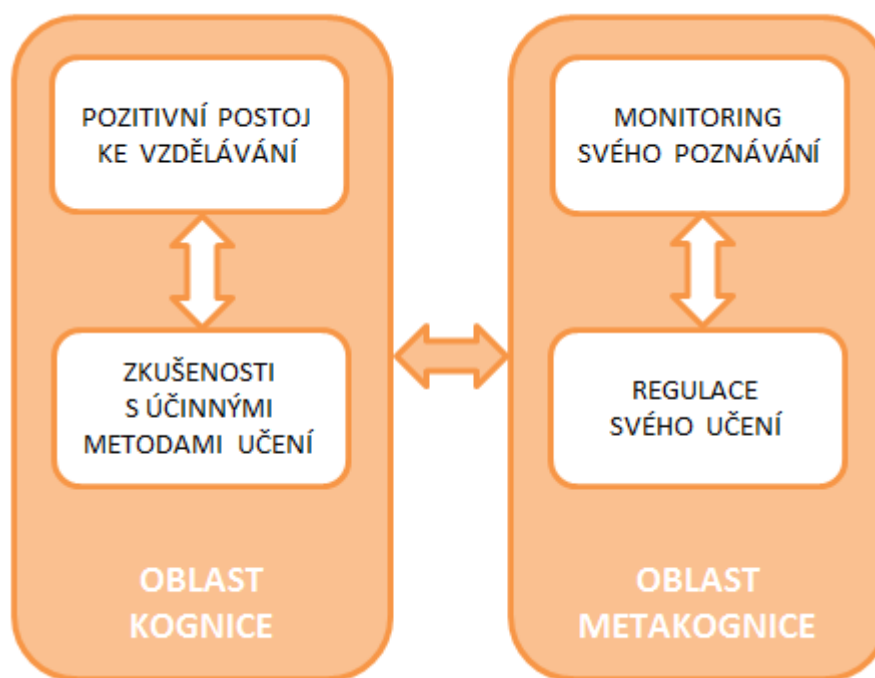 POZITIVNÍ POSTOJ
KE VZDĚLÁVÁNÍ
ZKUŠENOSTI
S ÚČINNÝMI
METODAMI UČENÍ
OBLAST
KOGNICE
MONITORING
SVÉHO POZNÁVÁNÍ
REGULACE
SVÉHO UČENÍ
OBLAST
METAKOGNICE